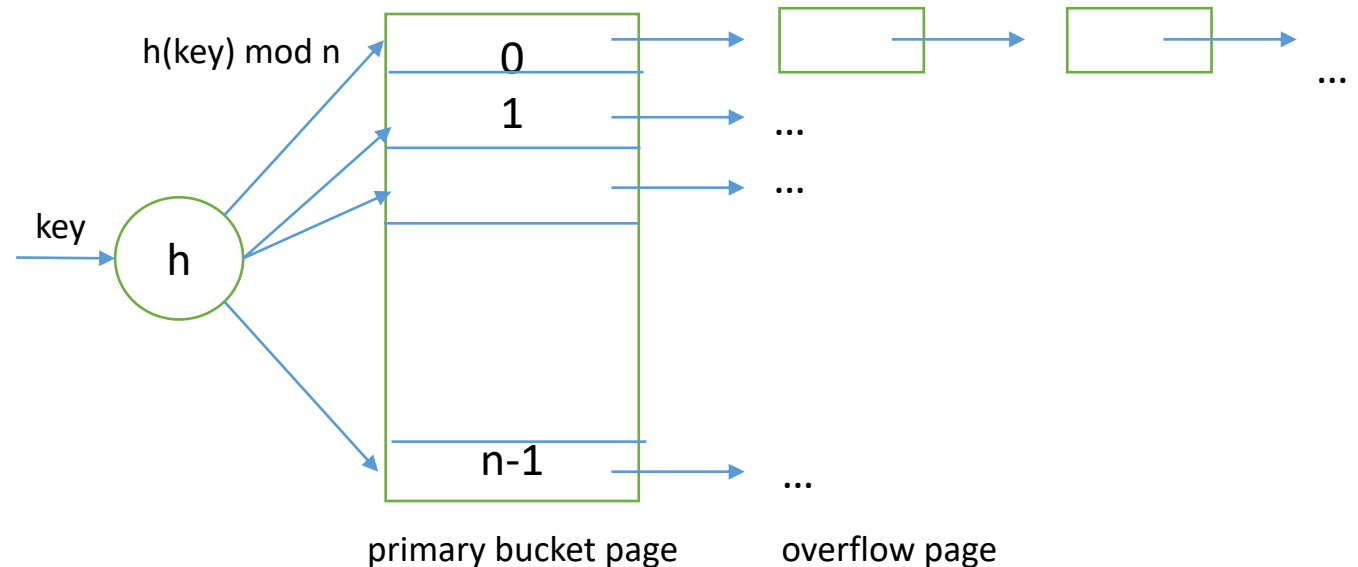 h(key) mod n
0
...
1
...
...
key
h
n-1
...
primary bucket page
overflow page